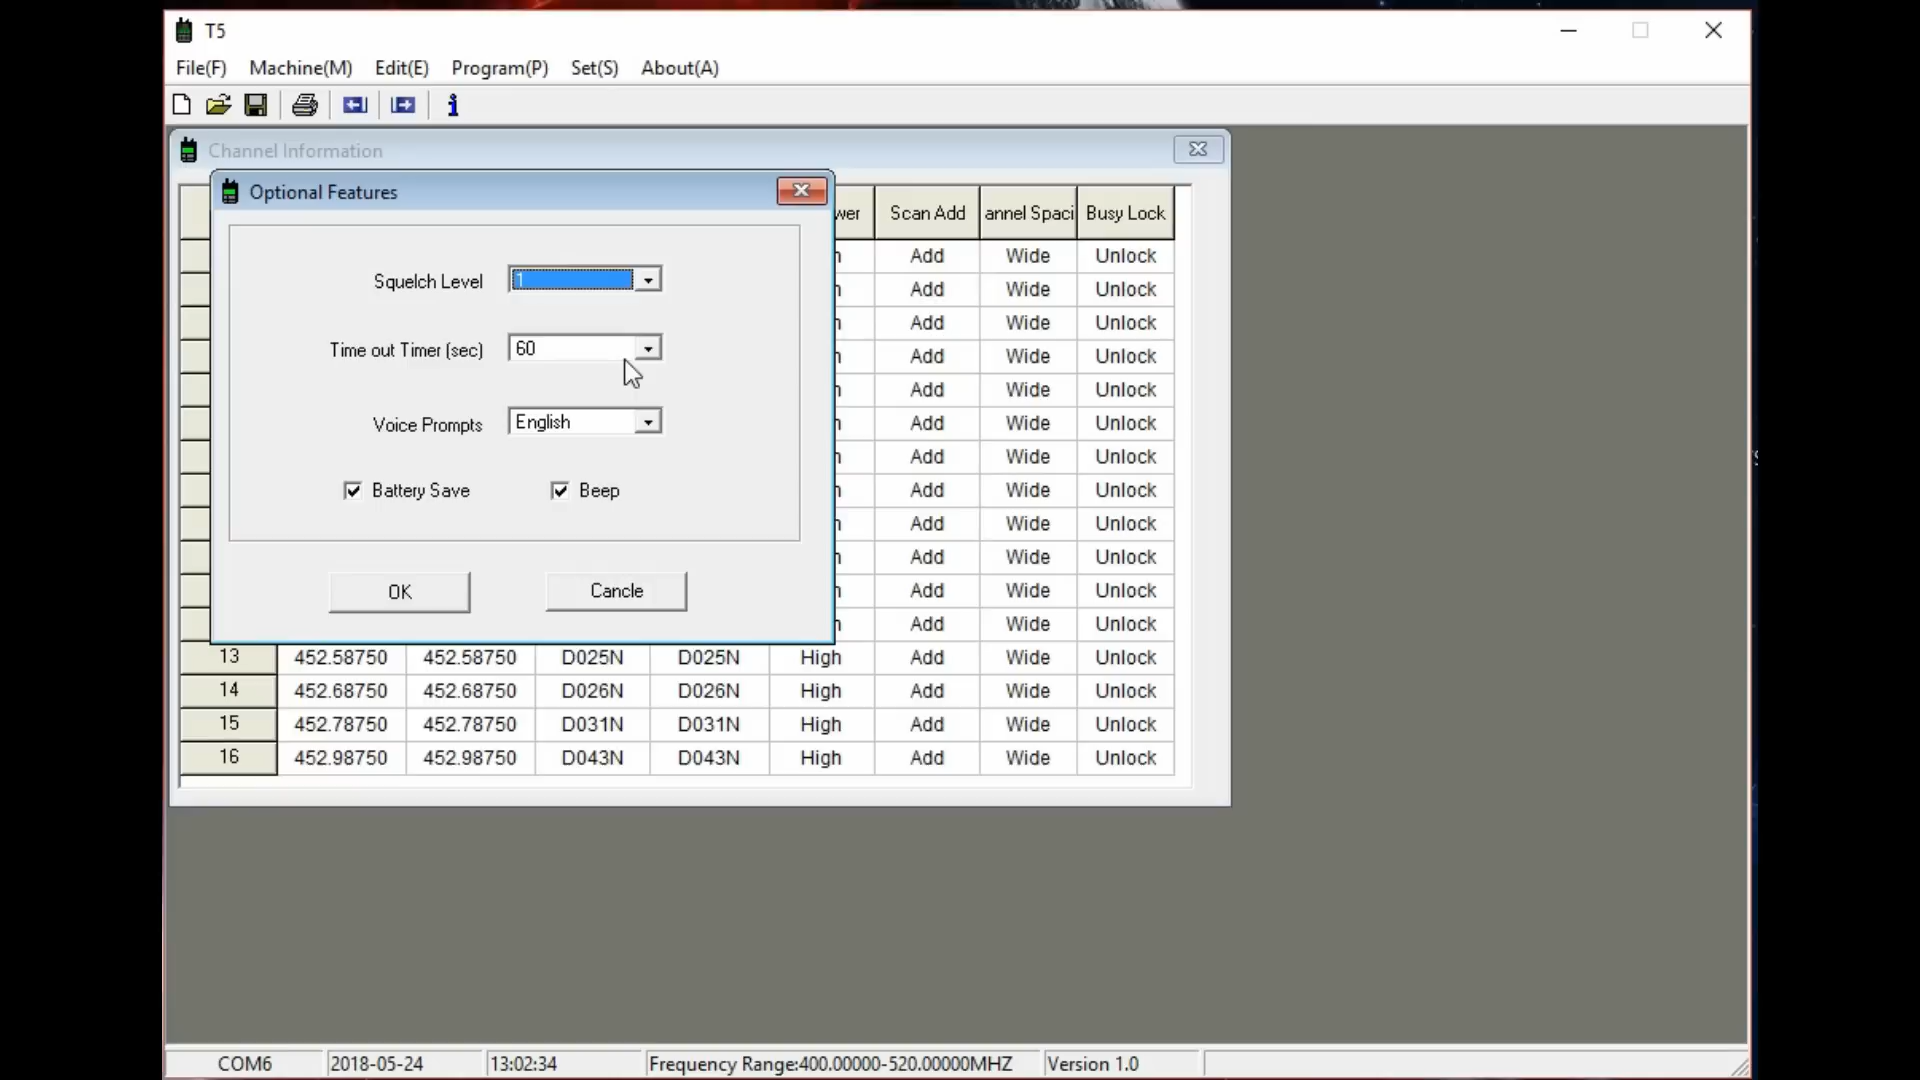 T5
File(F) Machine(M) Edit(E) Program(P) Set(S) About(A)
Channel Information
Optional Features
Scan Add annel Spaci Busy Lock
Squelch Level 1
Time out Timer (sec) 60
Voice Prompts English
Battery Save Beep
OK Cancle
Add Wide Unlock
Add Wide Unlock
Add Wide Unlock
Add Wide Unlock
Add Wide Unlock
Add Wide Unlock
Add Wide Unlock
Add Wide Unlock
Add Wide Unlock
Add Wide Unlock
Add Wide Unlock
Add Wide Unlock
13 452.58750 452.58750 D025N D025N High Add Wide Unlock
14 452.68750 452.68750 D026N D026N High Add Wide Unlock
15 452.78750 452.78750 D031N D031N High Add Wide Unlock
16 452.98750 452.98750 D043N D043N High Add Wide Unlock
COM6 2018-05-24 13:02:34 Frequency Range:400.00000-520.00000MHZ Version 1.0